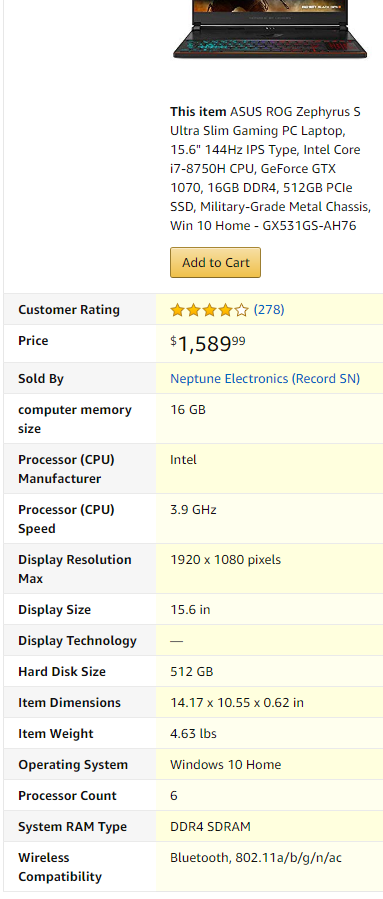 This item ASUS ROG Zephyrus S
Ultra Slim Gaming PC Laptop,
15.6" 144Hz IPS Type, Intel Core
i7-8750H CPU, GeForce GTX
1070, 16GB DDR4, 512GB PCIe
SSD, Military-Grade Metal Chassis,
Win 10 Home - GX531GS-AH76
Add to Cart
Customer Rating (278)
Price $1,58999
Sold By Neptune Electronics (Record SN)
computer memory size 16 GB
Processor (CPU) Manufacturer Intel
Processor (CPU) Speed 3.9 GHz
Display Resolution Max 1920 x 1080 pixels
Display Size 15.6 in
Display Technology —
Hard Disk Size 512 GB
Item Dimensions 14.17 x 10.55 x 0.62 in
Item Weight 4.63 lbs
Operating System Windows 10 Home
Processor Count 6
System RAM Type DDR4 SDRAM
Wireless Compatibility Bluetooth, 802.11a/b/g/n/ac